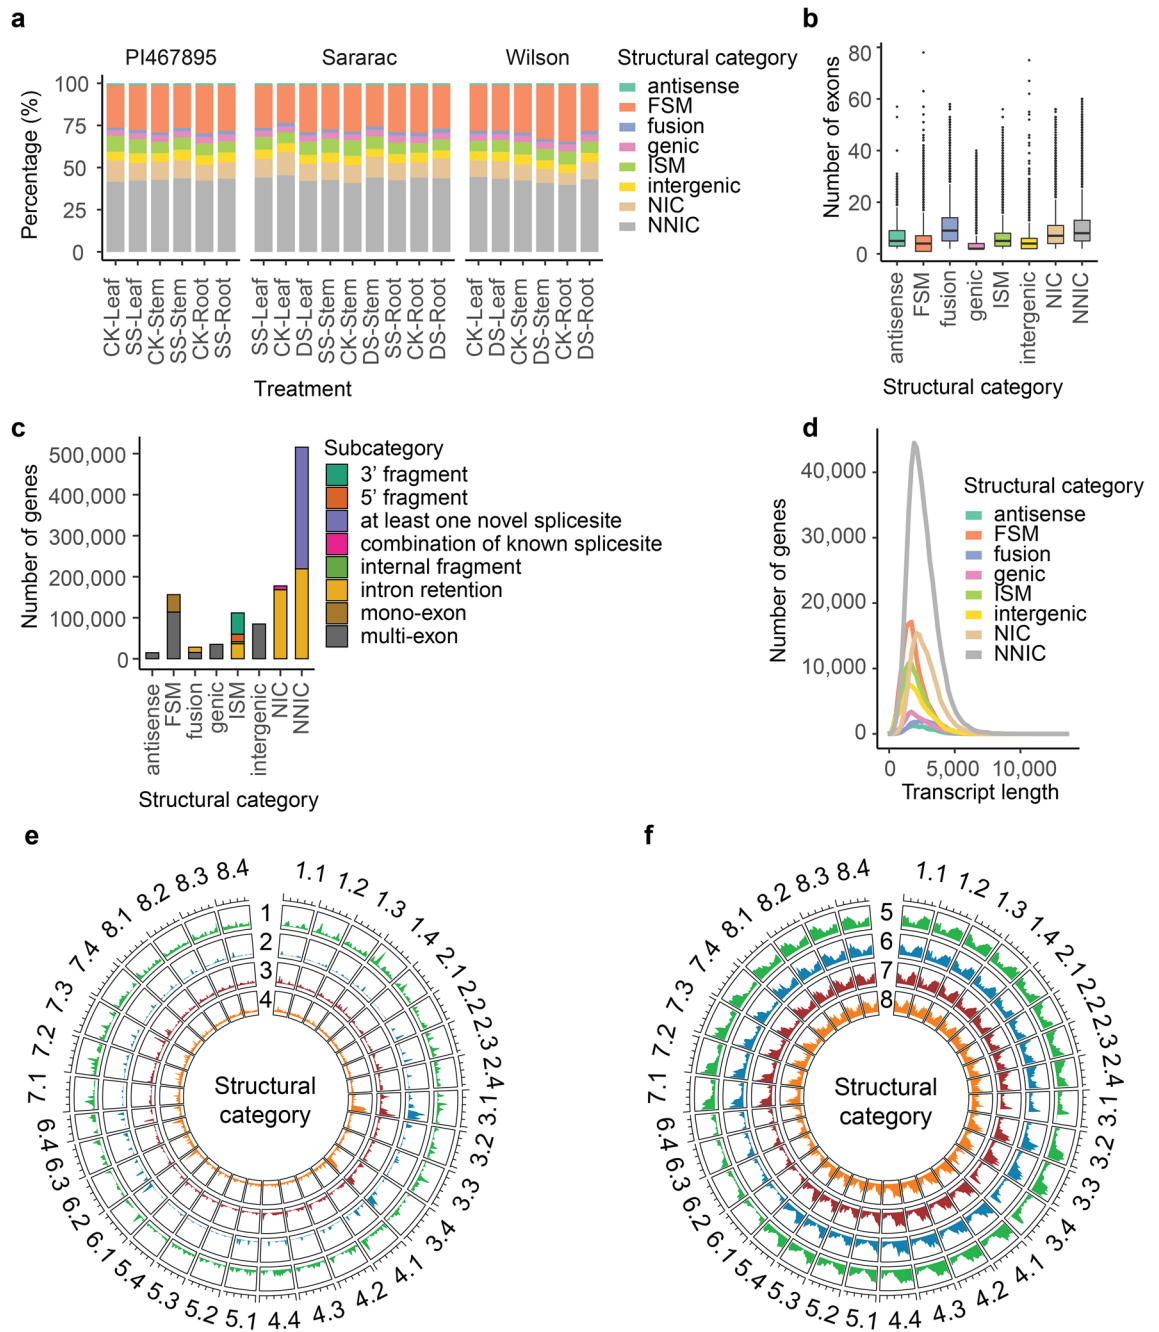 a
PI467895
Sararac
Wilson
Percentage (%)
100
75
50
25
0
CK-Leaf
SS-Leaf
CK-Stem
SS-Stem
CK-Root
SS-Root
SS-Leaf
CK-Leaf
DS-Leaf
SS-Stem
CK-Stem
DS-Stem
SS-Root
CK-Root
DS-Root
CK-Leaf
DS-Leaf
CK-Stem
DS-Stem
CK-Root
DS-Root
Treatment
Structural category
antisense
FSM
fusion
genic
ISM
intergenic
NIC
NNIC
b
Number of exons
80
60
40
20
0
antisense
FSM
fusion
genic
ISM
intergenic
NIC
NNIC
Structural category
c
Number of genes
500,000
400,000
300,000
200,000
100,000
0
antisense
FSM
fusion
genic
ISM
intergenic
NIC
NNIC
Structural category
Subcategory
3’ fragment
5’ fragment
at least one novel splicesite
combination of known splicesite
internal fragment
intron retention
mono-exon
multi-exon
d
Number of genes
40,000
30,000
20,000
10,000
0
0 5,000 10,000
Transcript length
Structural category
antisense
FSM
fusion
genic
ISM
intergenic
NIC
NNIC
e
1.1
1.2
1.3
1.4
2.1
2.2
2.3
2.4
3.1
3.2
3.3
3.4
4.1
4.2
4.3
4.4
5.1
5.2
5.3
5.4
6.1
6.2
6.3
6.4
7.1
7.2
7.3
7.4
8.1
8.2
8.3
8.4
1
2
3
4
Structural
category
f
1.1
1.2
1.3
1.4
2.1
2.2
2.3
2.4
3.1
3.2
3.3
3.4
4.1
4.2
4.3
4.4
5.1
5.2
5.3
5.4
6.1
6.2
6.3
6.4
7.1
7.2
7.3
7.4
8.1
8.2
8.3
8.4
5
6
7
8
Structural
category